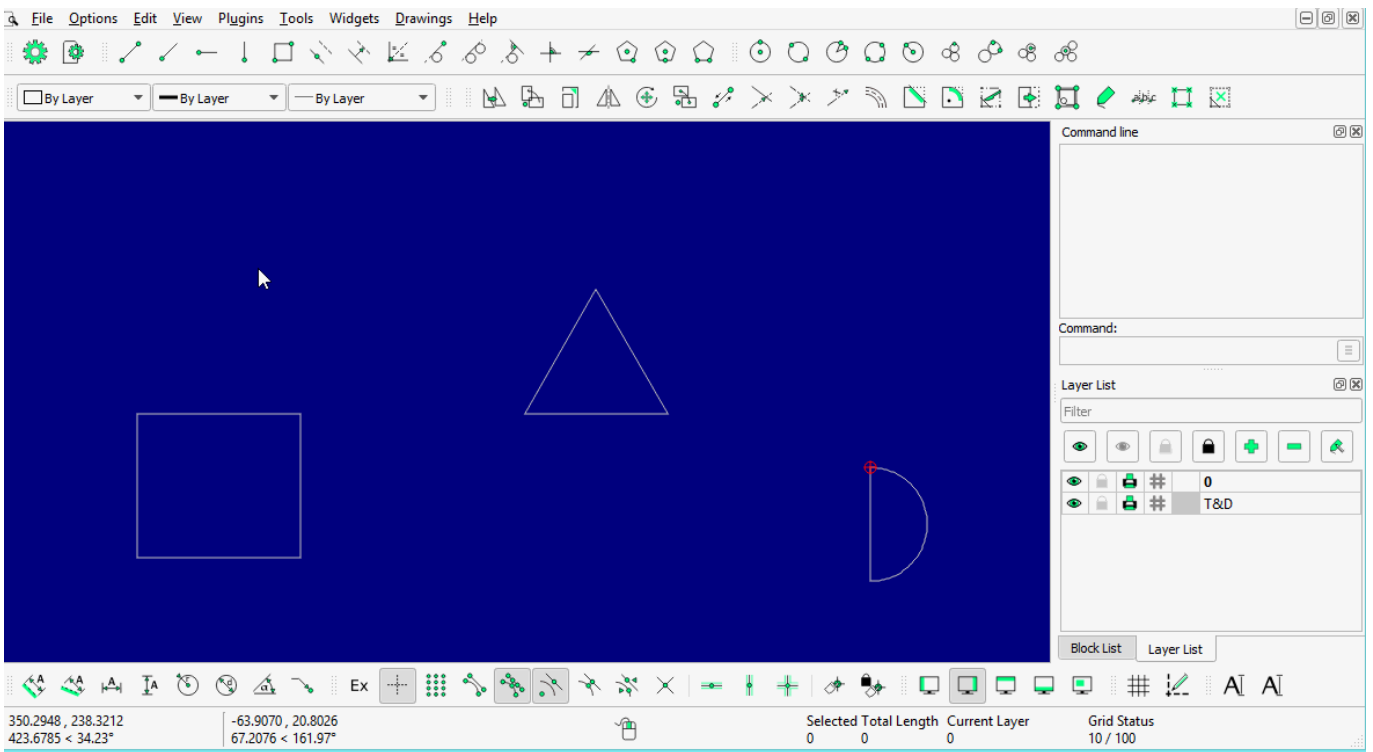 File Options Edit View Plugins Tools Widgets Drawings Help
By Layer By Layer By Layer
Command line
Command:
Layer List
Filter
0
T&D
Block List Layer List
Ex
350.2948 , 238.3212 -63.9070 , 20.8026 Selected Total Length Current Layer Grid Status
423.6785 < 34.23° 67.2076 < 161.97° 0 0 0 10 / 100